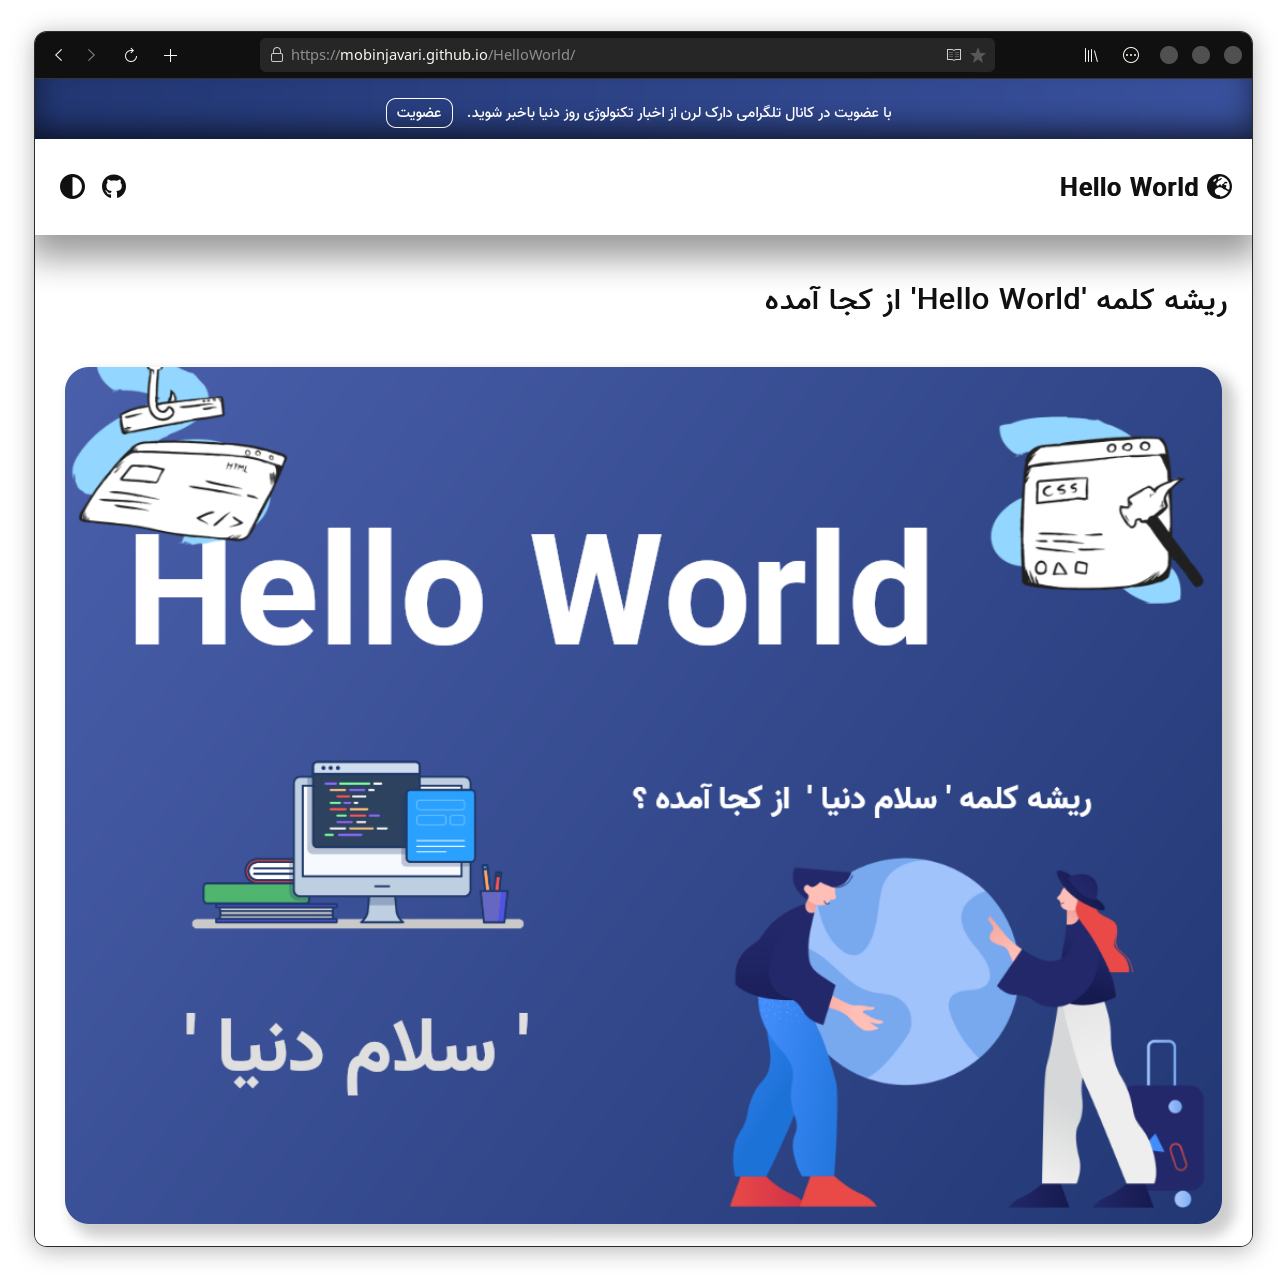 https://mobinjavari.github.io/HelloWorld/
با عضویت در کانال تلگرامی دارک لرن از اخبار تکنولوژی روز دنیا باخبر شوید. عضویت
Hello World
ریشه کلمه 'Hello World' از کجا آمده
HTML
</>
CSS
Hello World
ریشه کلمه ' سلام دنیا ' از کجا آمده ؟
' سلام دنیا '